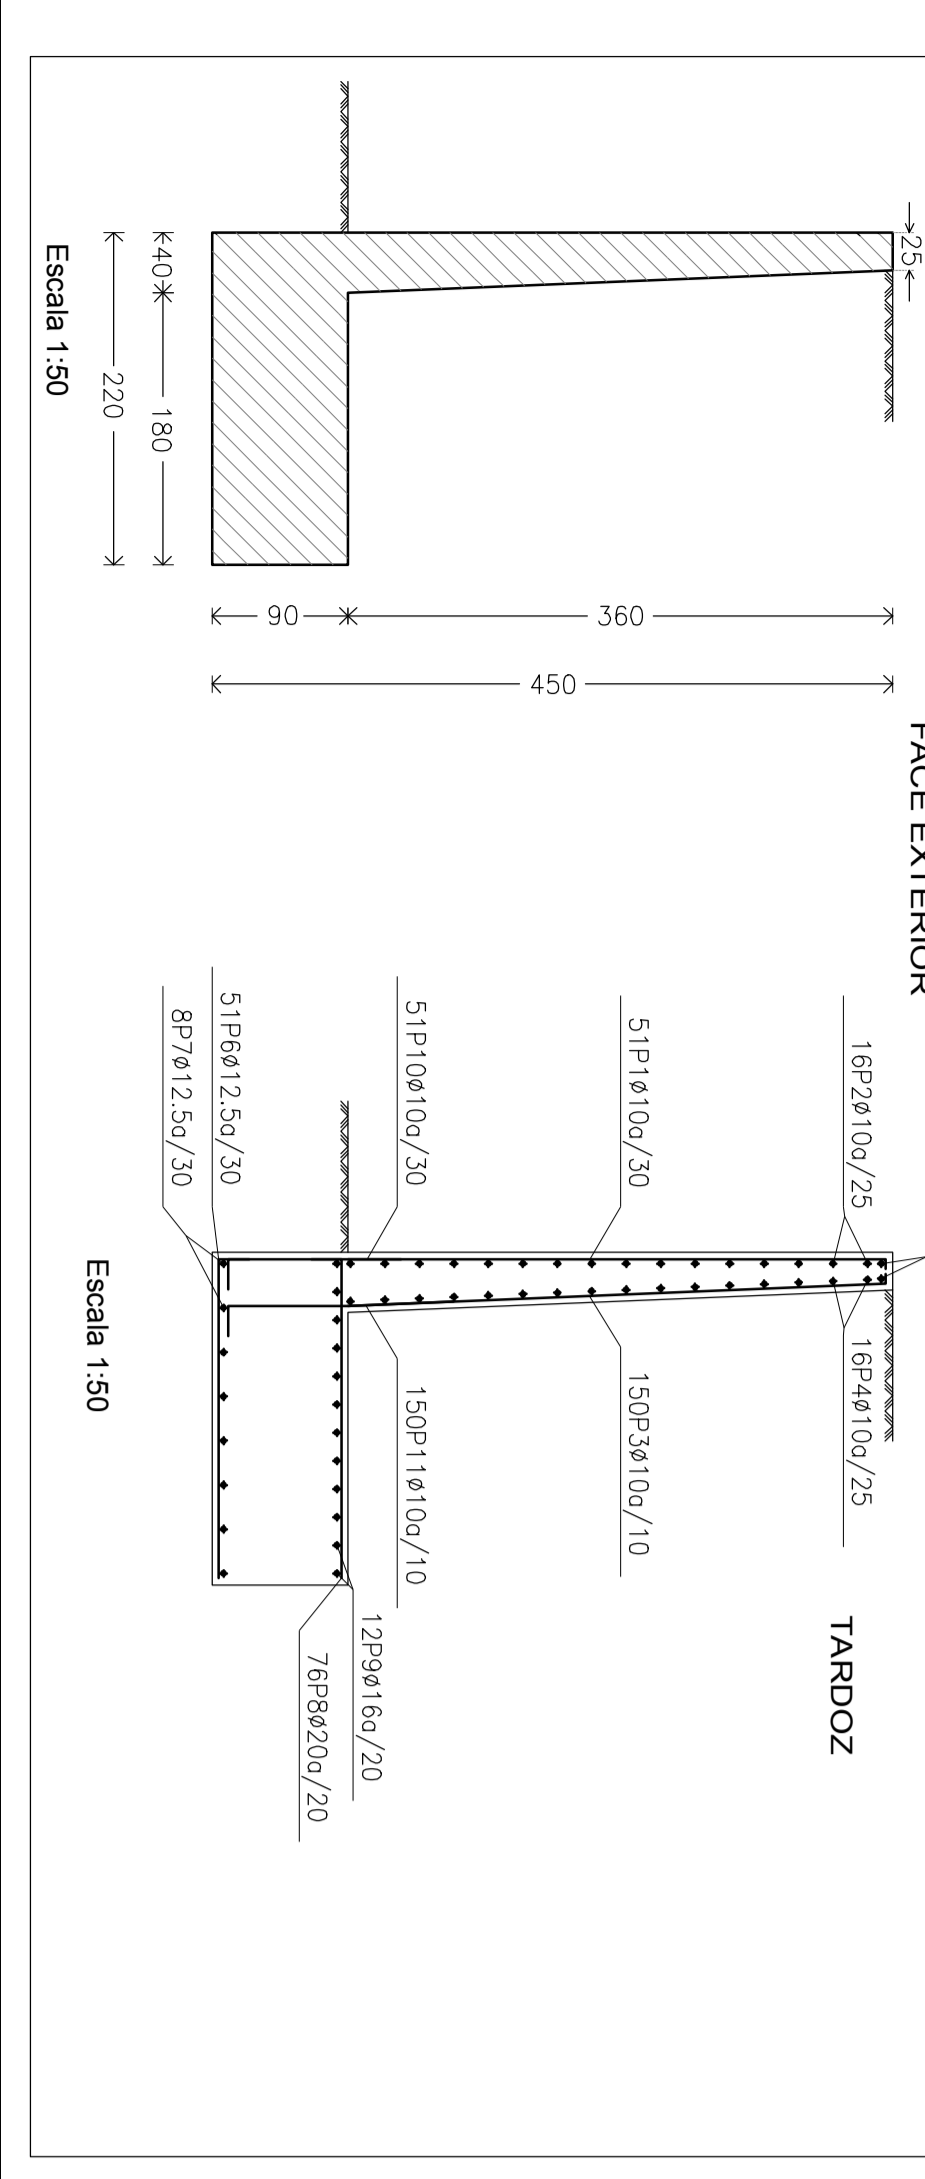 25
360
90
450
40
180
220
Escala 1:50
FACE EXTERIOR
16P2ø10a/25
51P1ø10a/30
51P10ø10a/30
51P6ø12.5a/30
8P7ø12.5a/30
TARDOZ
16P4ø10a/25
150P3ø10a/10
150P11ø10a/10
12P9ø16a/20
76P8ø20a/20
Escala 1:50